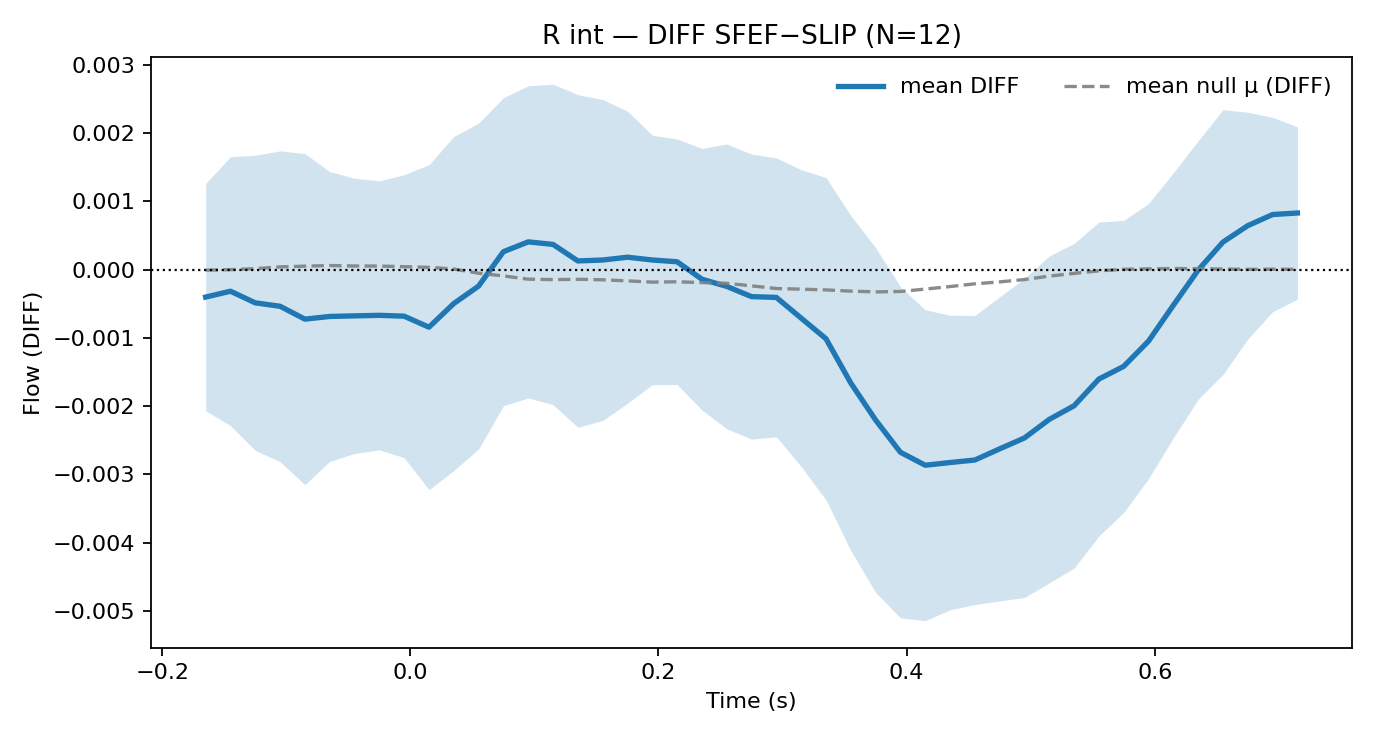 R int — DIFF SFEF−SLIP (N=12)
mean DIFF
mean null μ (DIFF)
Flow (DIFF)
0.003
0.002
0.001
0.000
−0.001
−0.002
−0.003
−0.004
−0.005
−0.2
0.0
0.2
0.4
0.6
Time (s)